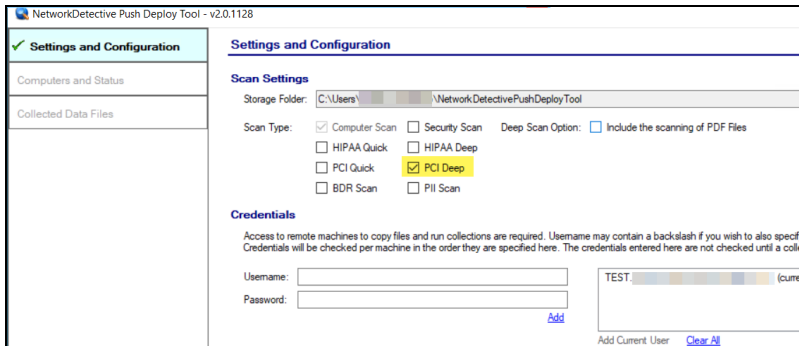 NetworkDetective Push Deploy Tool - v2.0.1128
Settings and Configuration
Computers and Status
Collected Data Files
Settings and Configuration
Scan Settings
Storage Folder: C:\Users\ \NetworkDetectivePushDeployTool
Scan Type: Computer Scan Security Scan Deep Scan Option: Include the scanning of PDF Files
HIPAA Quick HIPAA Deep
PCI Quick PCI Deep
BDR Scan PII Scan
Credentials
Access to remote machines to copy files and run collections are required. Username may contain a backslash if you wish to also specif
Credentials will be checked per machine in the order they are specified here. The credentials entered here are not checked until a coll
Username:
Password:
Add
TEST. (curre
Add Current User Clear All